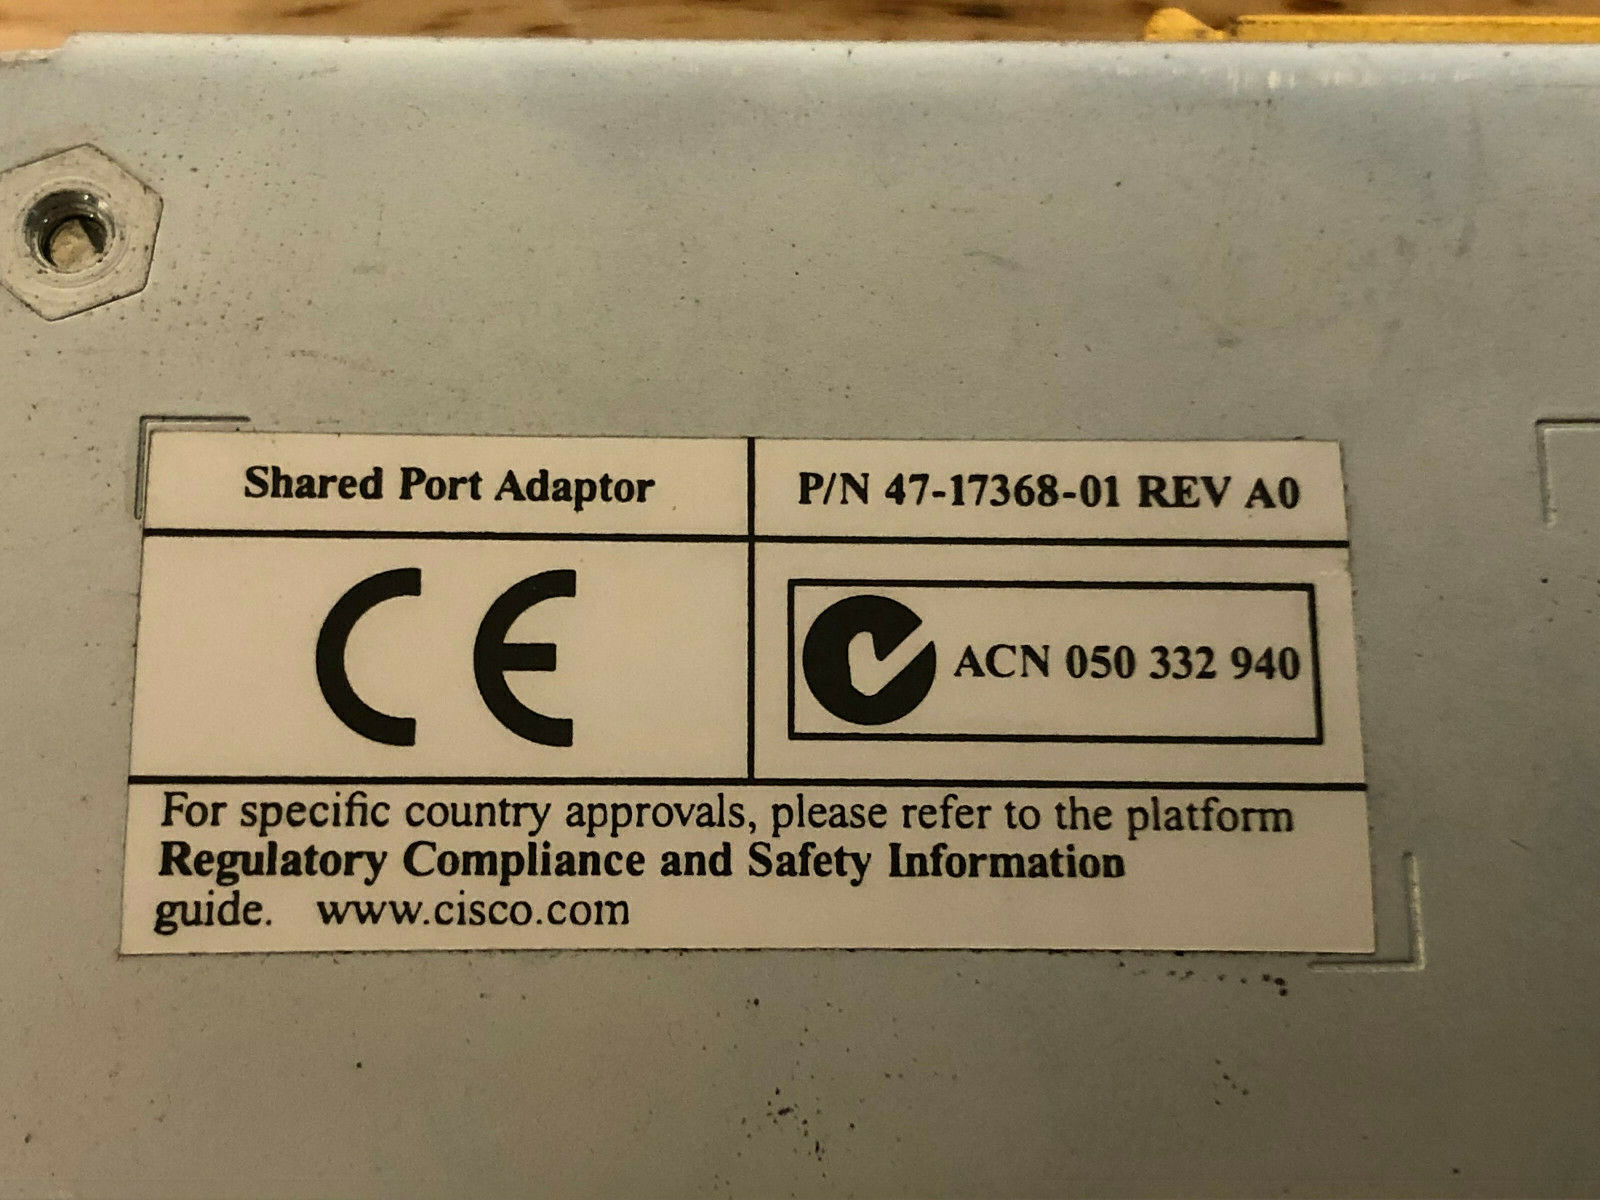 Shared Port Adaptor
P/N 47-17368-01 REV A0
CE
ACN 050 332 940
For specific country approvals, please refer to the platform
Regulatory Compliance and Safety Information
guide. www.cisco.com